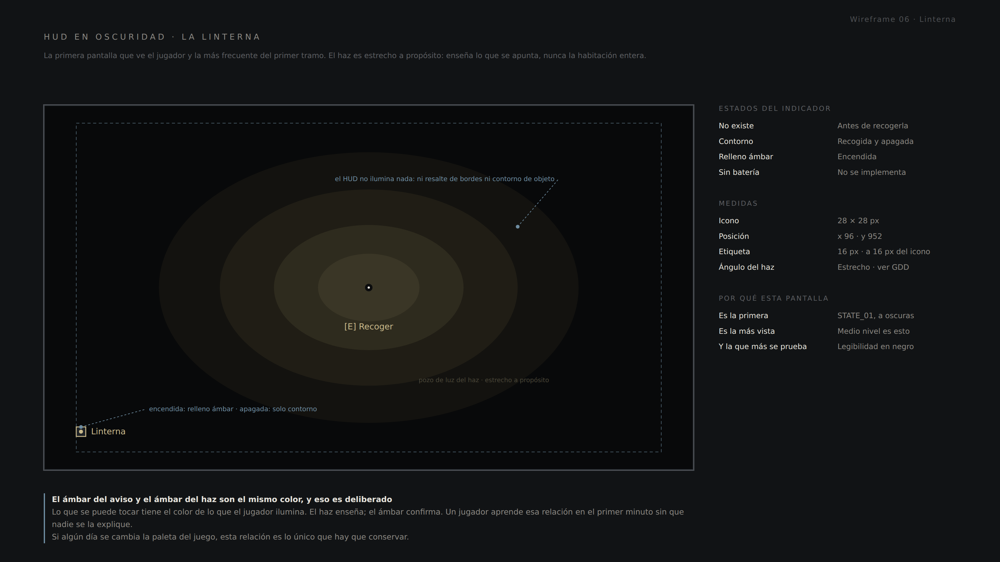 Wireframe 06 · Linterna
HUD EN OSCURIDAD · LA LINTERNA
La primera pantalla que ve el jugador y la más frecuente del primer tramo. El haz es estrecho a propósito: enseña lo que se apunta, nunca la habitación entera.
el HUD no ilumina nada: ni resalte de bordes ni contorno de objeto
[E] Recoger
pozo de luz del haz · estrecho a propósito
encendida: relleno ámbar · apagada: solo contorno
Linterna
ESTADOS DEL INDICADOR
No existe Antes de recogerla
Contorno Recogida y apagada
Relleno ámbar Encendida
Sin batería No se implementa
MEDIDAS
Icono 28 × 28 px
Posición x 96 · y 952
Etiqueta 16 px · a 16 px del icono
Ángulo del haz Estrecho · ver GDD
POR QUÉ ESTA PANTALLA
Es la primera STATE_01, a oscuras
Es la más vista Medio nivel es esto
Y la que más se prueba Legibilidad en negro
El ámbar del aviso y el ámbar del haz son el mismo color, y eso es deliberado
Lo que se puede tocar tiene el color de lo que el jugador ilumina. El haz enseña; el ámbar confirma. Un jugador aprende esa relación en el primer minuto sin que
nadie se la explique.
Si algún día se cambia la paleta del juego, esta relación es lo único que hay que conservar.